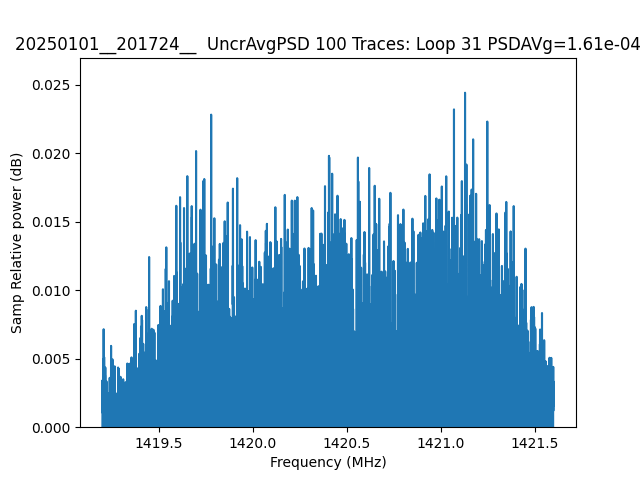 20250101__201724__  UncrAvgPSD 100 Traces: Loop 31 PSDAVg=1.61e-04
0.025
0.020
0.015
0.010
0.005
0.000
Samp Relative power (dB)
1419.5 1420.0 1420.5 1421.0 1421.5
Frequency (MHz)